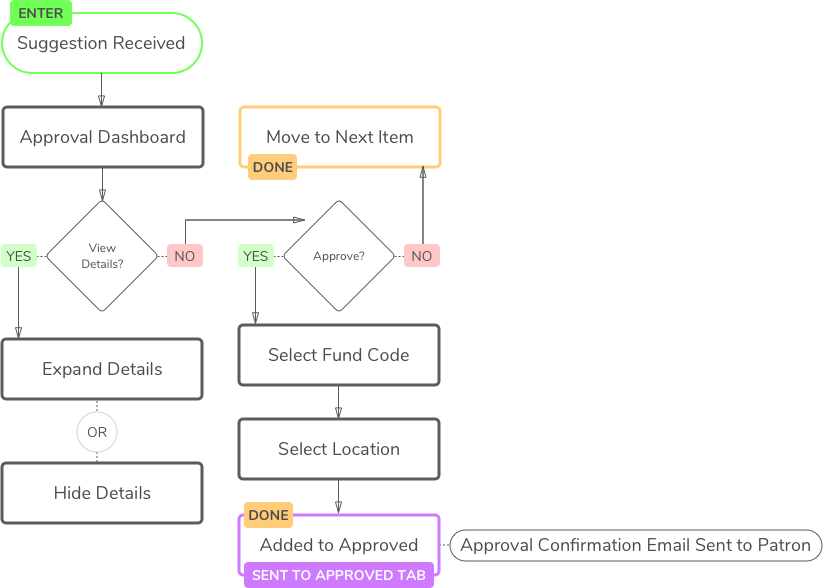 ENTER
Suggestion Received
Approval Dashboard
View
Details?
YES
NO
Expand Details
OR
Hide Details
Move to Next Item
DONE
Approve?
YES
NO
Select Fund Code
Select Location
DONE
Added to Approved
SENT TO APPROVED TAB
Approval Confirmation Email Sent to Patron